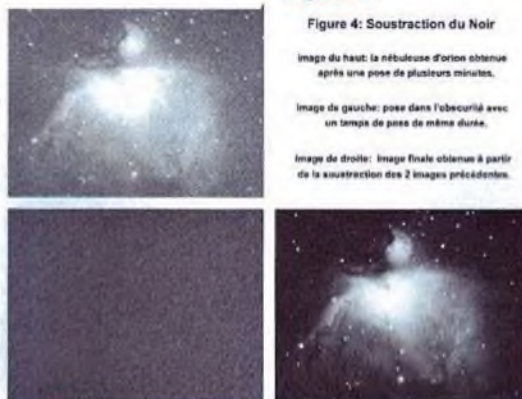 Figure 4: Soustraction du Noir
Image du haut: la nébuleuse d'orion obtenue
après une pose de plusieurs minutes.
Image de gauche: pose dans l'obscurité avec
un temps de pose de même durée.
Image de droite: Image finale obtenue à partir
de la soustraction des 2 images précédentes.